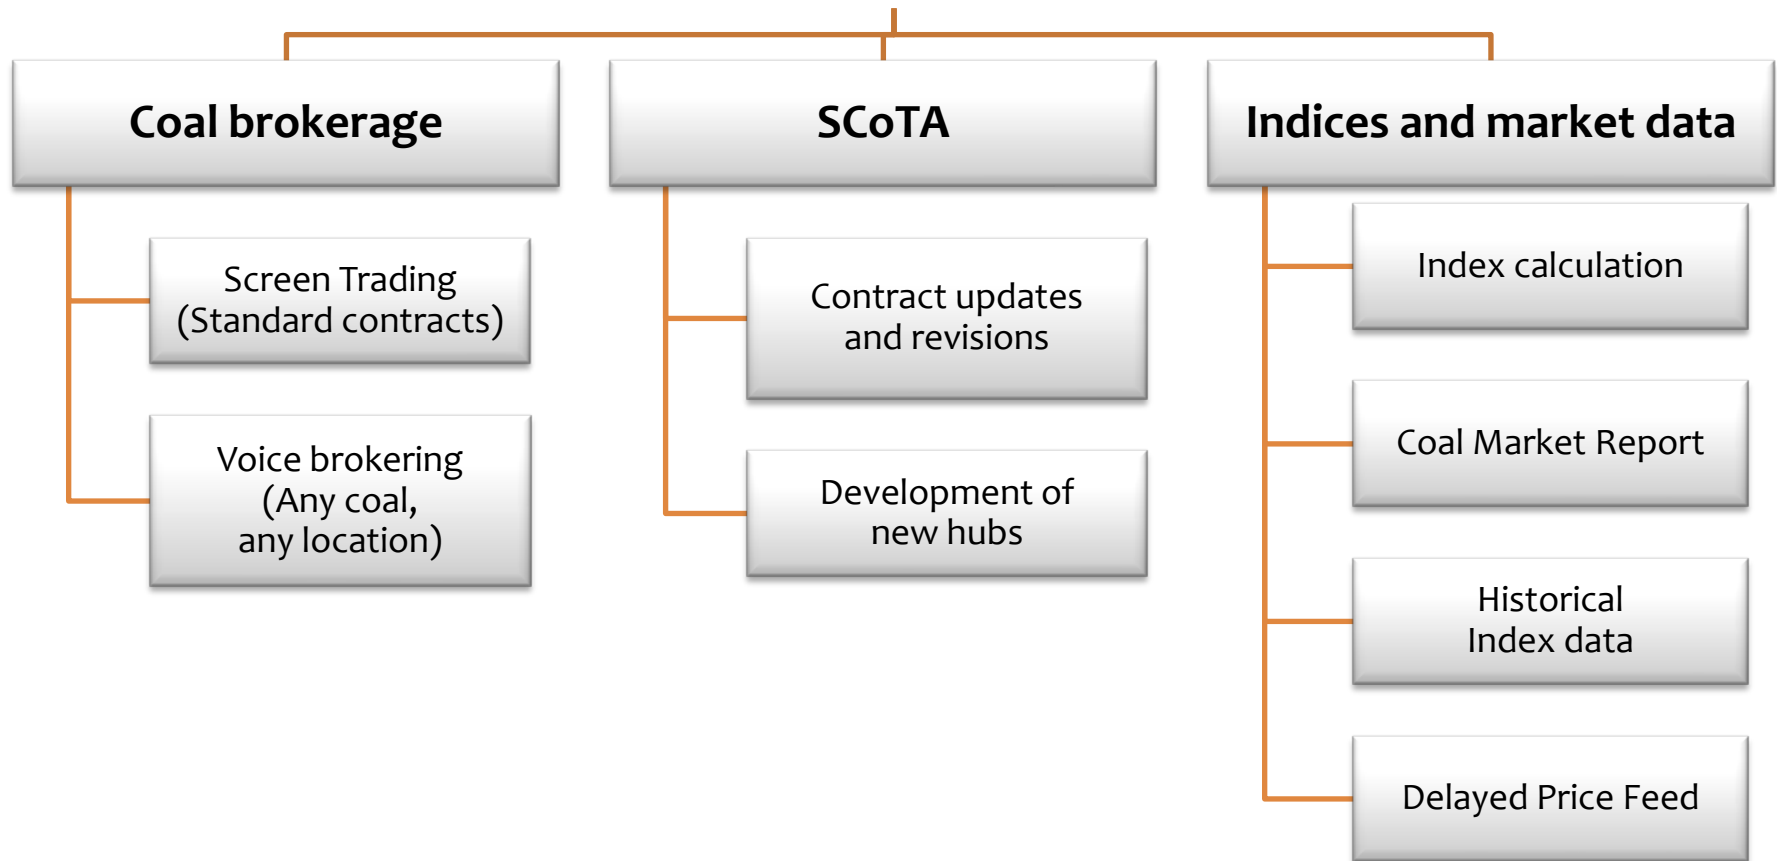 Coal brokerage
Screen Trading
(Standard contracts)
Voice brokering
(Any coal,
any location)
SCoTA
Contract updates
and revisions
Development of
new hubs
Indices and market data
Index calculation
Coal Market Report
Historical
Index data
Delayed Price Feed